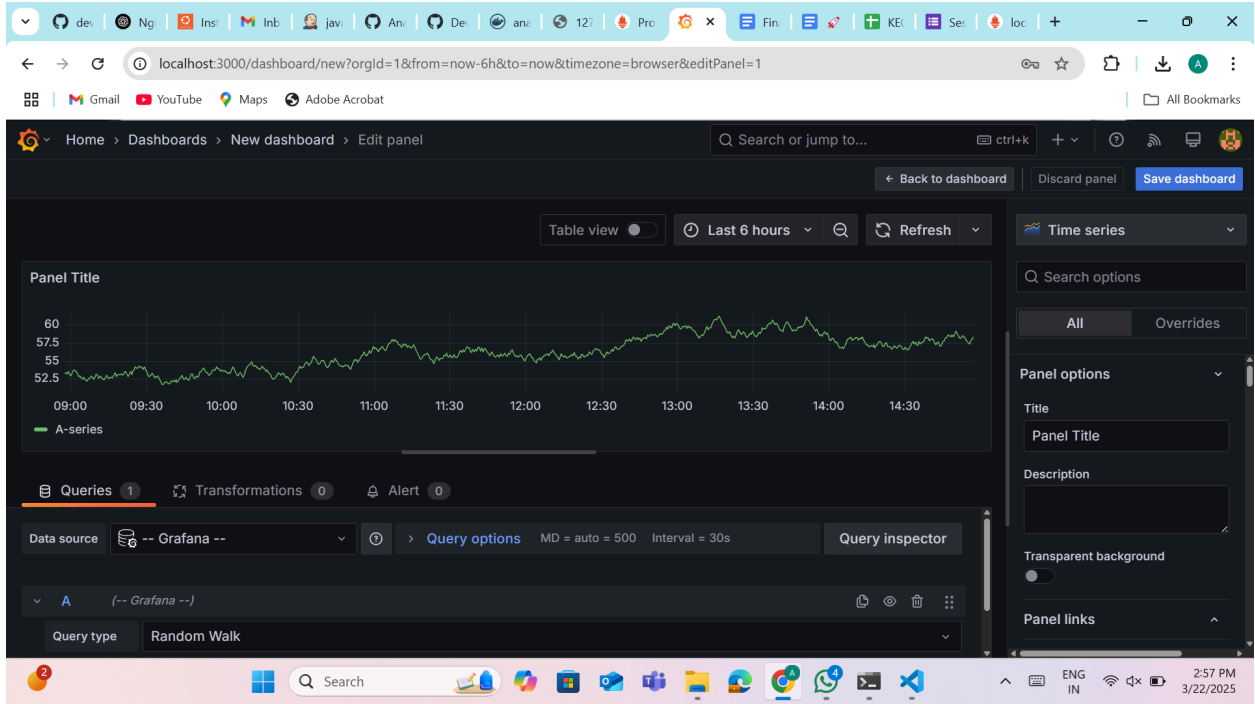 dev
Ng
Inst
Inb
java
An
Dev
ana
127
Pro
Fin
KEC
Ses
loc
localhost:3000/dashboard/new?orgId=1&from=now-6h&to=now&timezone=browser&editPanel=1
A
Gmail YouTube Maps Adobe Acrobat All Bookmarks
Home > Dashboards > New dashboard > Edit panel
Search or jump to... ctrl+k
Back to dashboard Discard panel Save dashboard
Table view Last 6 hours Refresh
Time series
Panel Title
Search options
All Overrides
60
57.5
55
52.5
09:00 09:30 10:00 10:30 11:00 11:30 12:00 12:30 13:00 13:30 14:00 14:30
A-series
Panel options
Title
Panel Title
Description
Transparent background
Panel links
Queries 1 Transformations 0 Alert 0
Data source -- Grafana -- Query options MD = auto = 500 Interval = 30s Query inspector
A (-- Grafana --)
Query type Random Walk
2
Search
A
4
ENG
IN
2:57 PM
3/22/2025